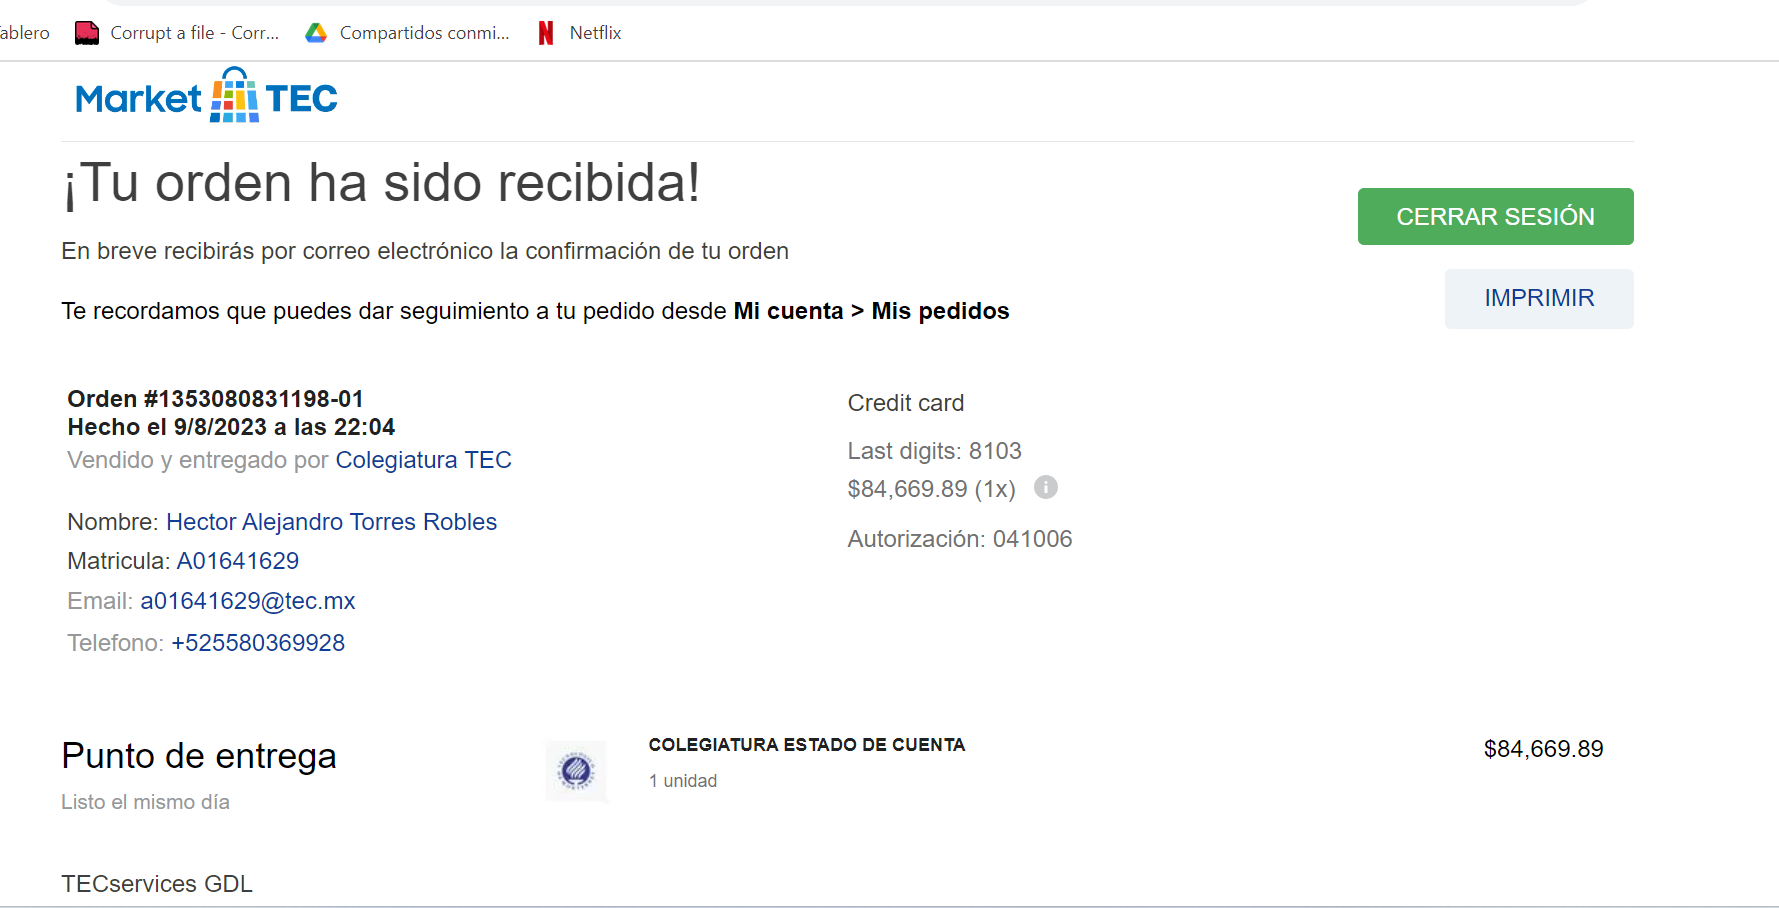 Corrupt a file - Corr...
Compartidos conmi...
Netflix
Market TEC
¡Tu orden ha sido recibida!
CERRAR SESIÓN
En breve recibirás por correo electrónico la confirmación de tu orden
IMPRIMIR
Te recordamos que puedes dar seguimiento a tu pedido desde Mi cuenta > Mis pedidos
Orden #1353080831198-01
Hecho el 9/8/2023 a las 22:04
Vendido y entregado por Colegiatura TEC
Nombre: Hector Alejandro Torres Robles
Matricula: A01641629
Email: a01641629@tec.mx
Telefono: +525580369928
Credit card
Last digits: 8103
$84,669.89 (1x)
Autorización: 041006
Punto de entrega
Listo el mismo día
COLEGIATURA ESTADO DE CUENTA
1 unidad
$84,669.89
TECservices GDL